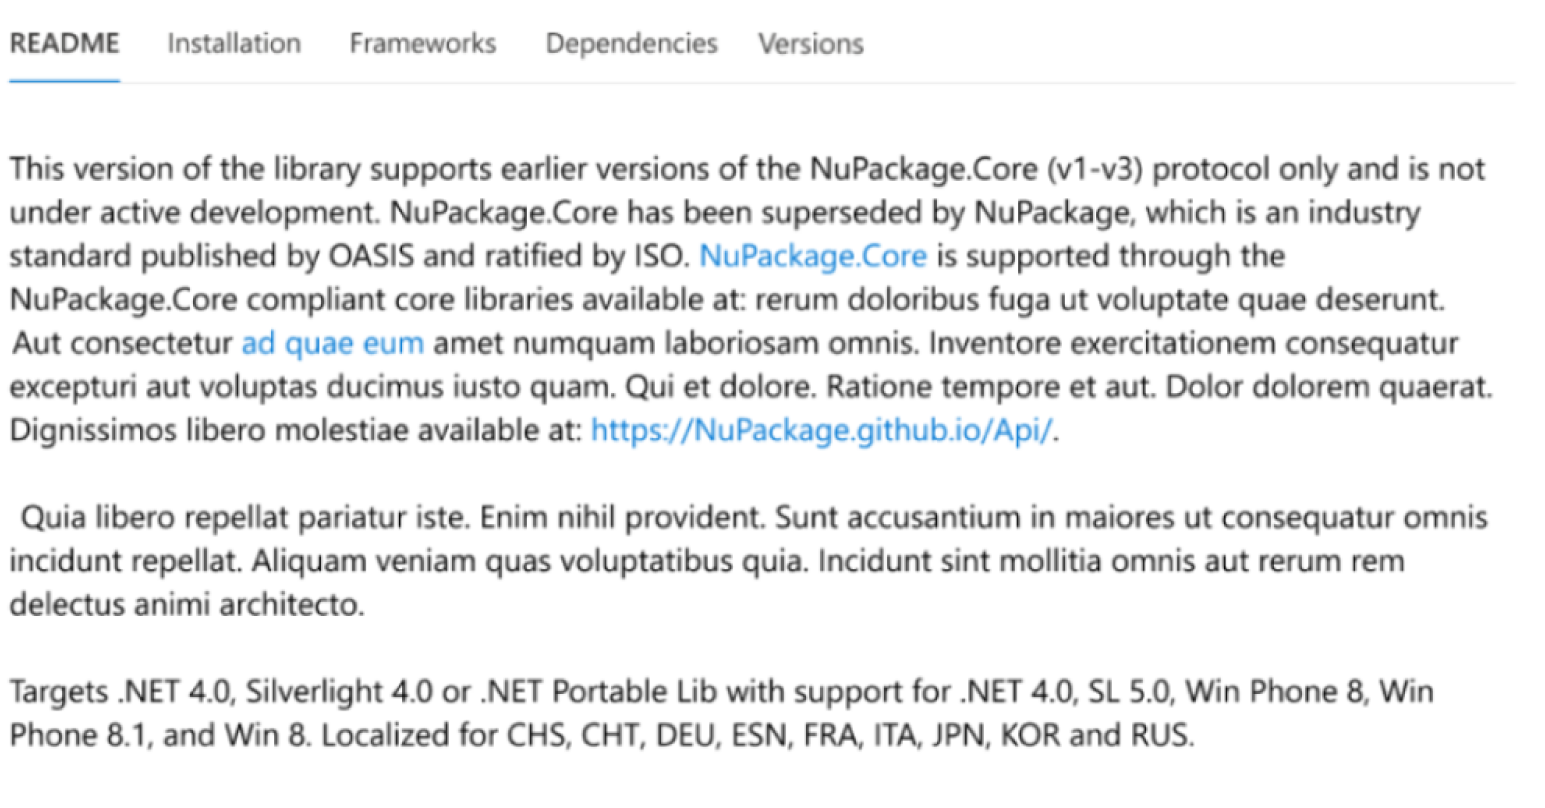 README Installation Frameworks Dependencies Versions
This version of the library supports earlier versions of the NuPackage.Core (v1-v3) protocol only and is not
under active development. NuPackage.Core has been superseded by NuPackage, which is an industry
standard published by OASIS and ratified by ISO. NuPackage.Core is supported through the
NuPackage.Core compliant core libraries available at: rerum doloribus fuga ut voluptate quae deserunt.
Aut consectetur ad quae eum amet numquam laboriosam omnis. Inventore exercitationem consequatur
excepturi aut voluptas ducimus iusto quam. Qui et dolore. Ratione tempore et aut. Dolor dolorem quaerat.
Dignissimos libero molestiae available at: https://NuPackage.github.io/Api/.
Quia libero repellat pariatur iste. Enim nihil provident. Sunt accusantium in maiores ut consequatur omnis
incidunt repellat. Aliquam veniam quas voluptatibus quia. Incidunt sint mollitia omnis aut rerum rem
delectus animi architecto.
Targets .NET 4.0, Silverlight 4.0 or .NET Portable Lib with support for .NET 4.0, SL 5.0, Win Phone 8, Win
Phone 8.1, and Win 8. Localized for CHS, CHT, DEU, ESN, FRA, ITA, JPN, KOR and RUS.